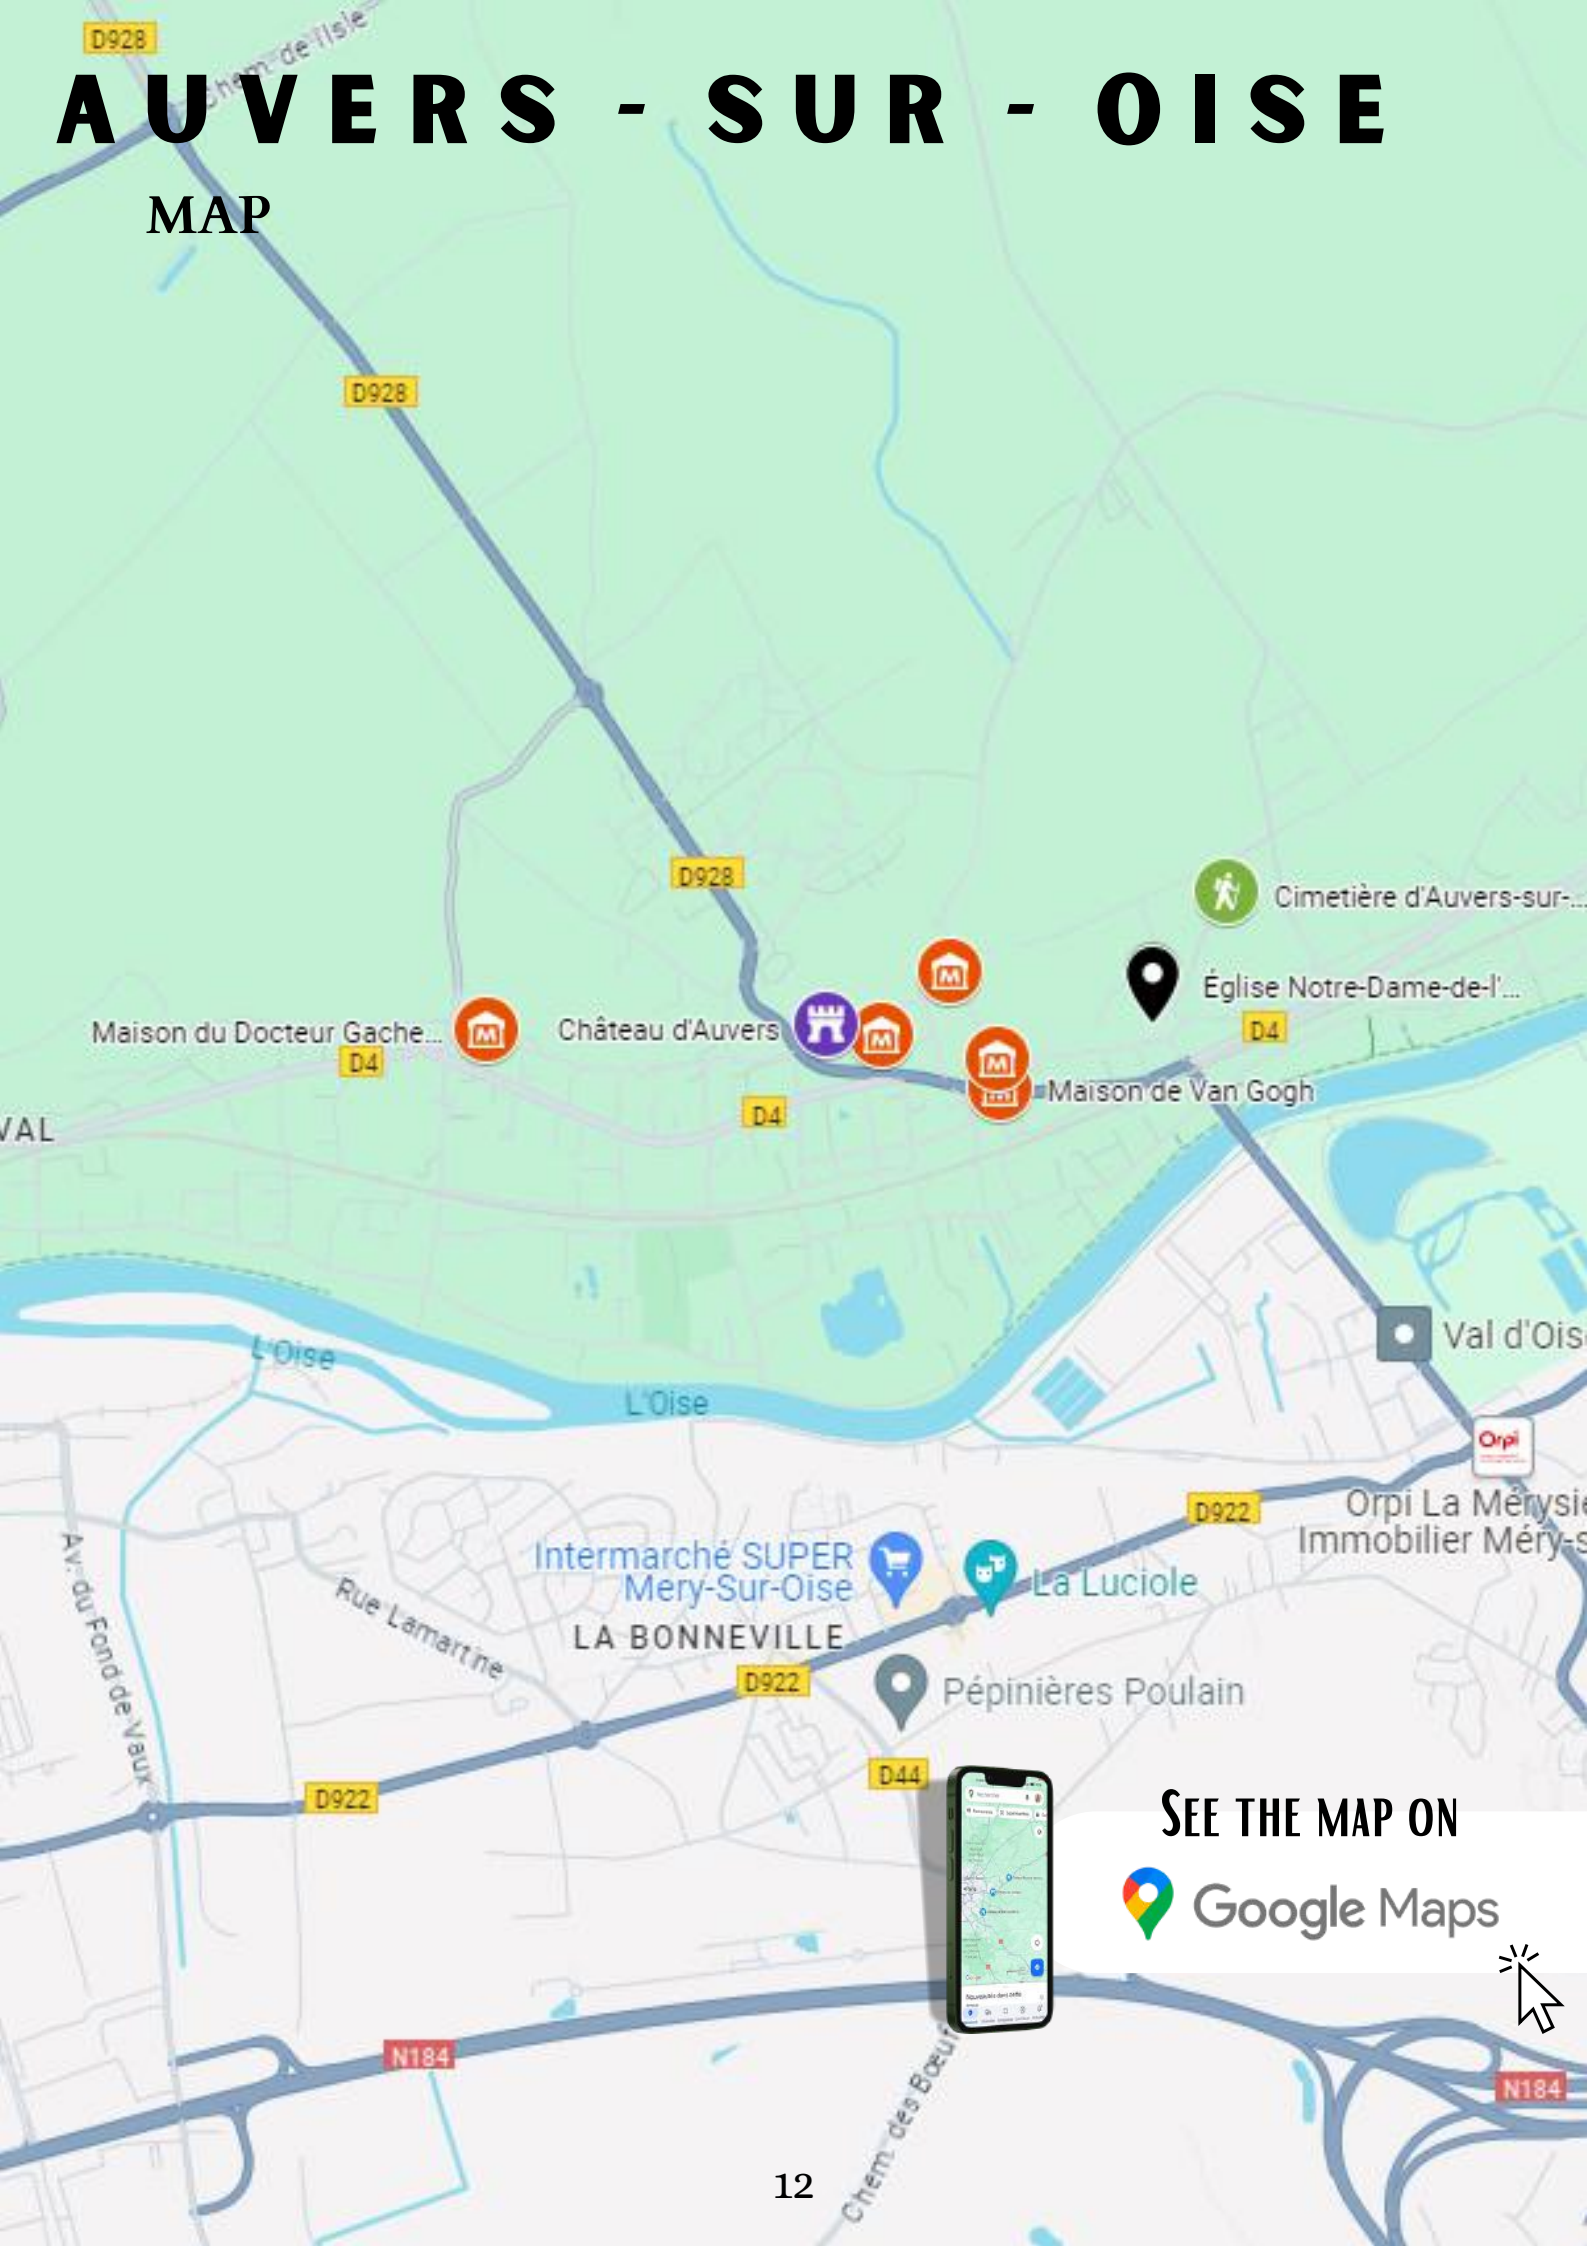 D928
Chem. de l'Isle
AUVERS - SUR - OISE
MAP
D928
D928
Cimetière d'Auvers-sur-...
Église Notre-Dame-de-l'...
Maison du Docteur Gache...
Château d'Auvers
D4
D4
D4
Maison de Van Gogh
VAL
Val d'Oise
L'Oise
L'Oise
Orpi
D922
Orpi La Mérysie
Immobilier Méry-s
Intermarché SUPER
Mery-Sur-Oise
La Luciole
Av. du Fond de Vaux
Rue Lamartine
LA BONNEVILLE
D922
Pépinières Poulain
D44
D922
SEE THE MAP ON
Google Maps
N184
N184
Chem. des Bœufs
12